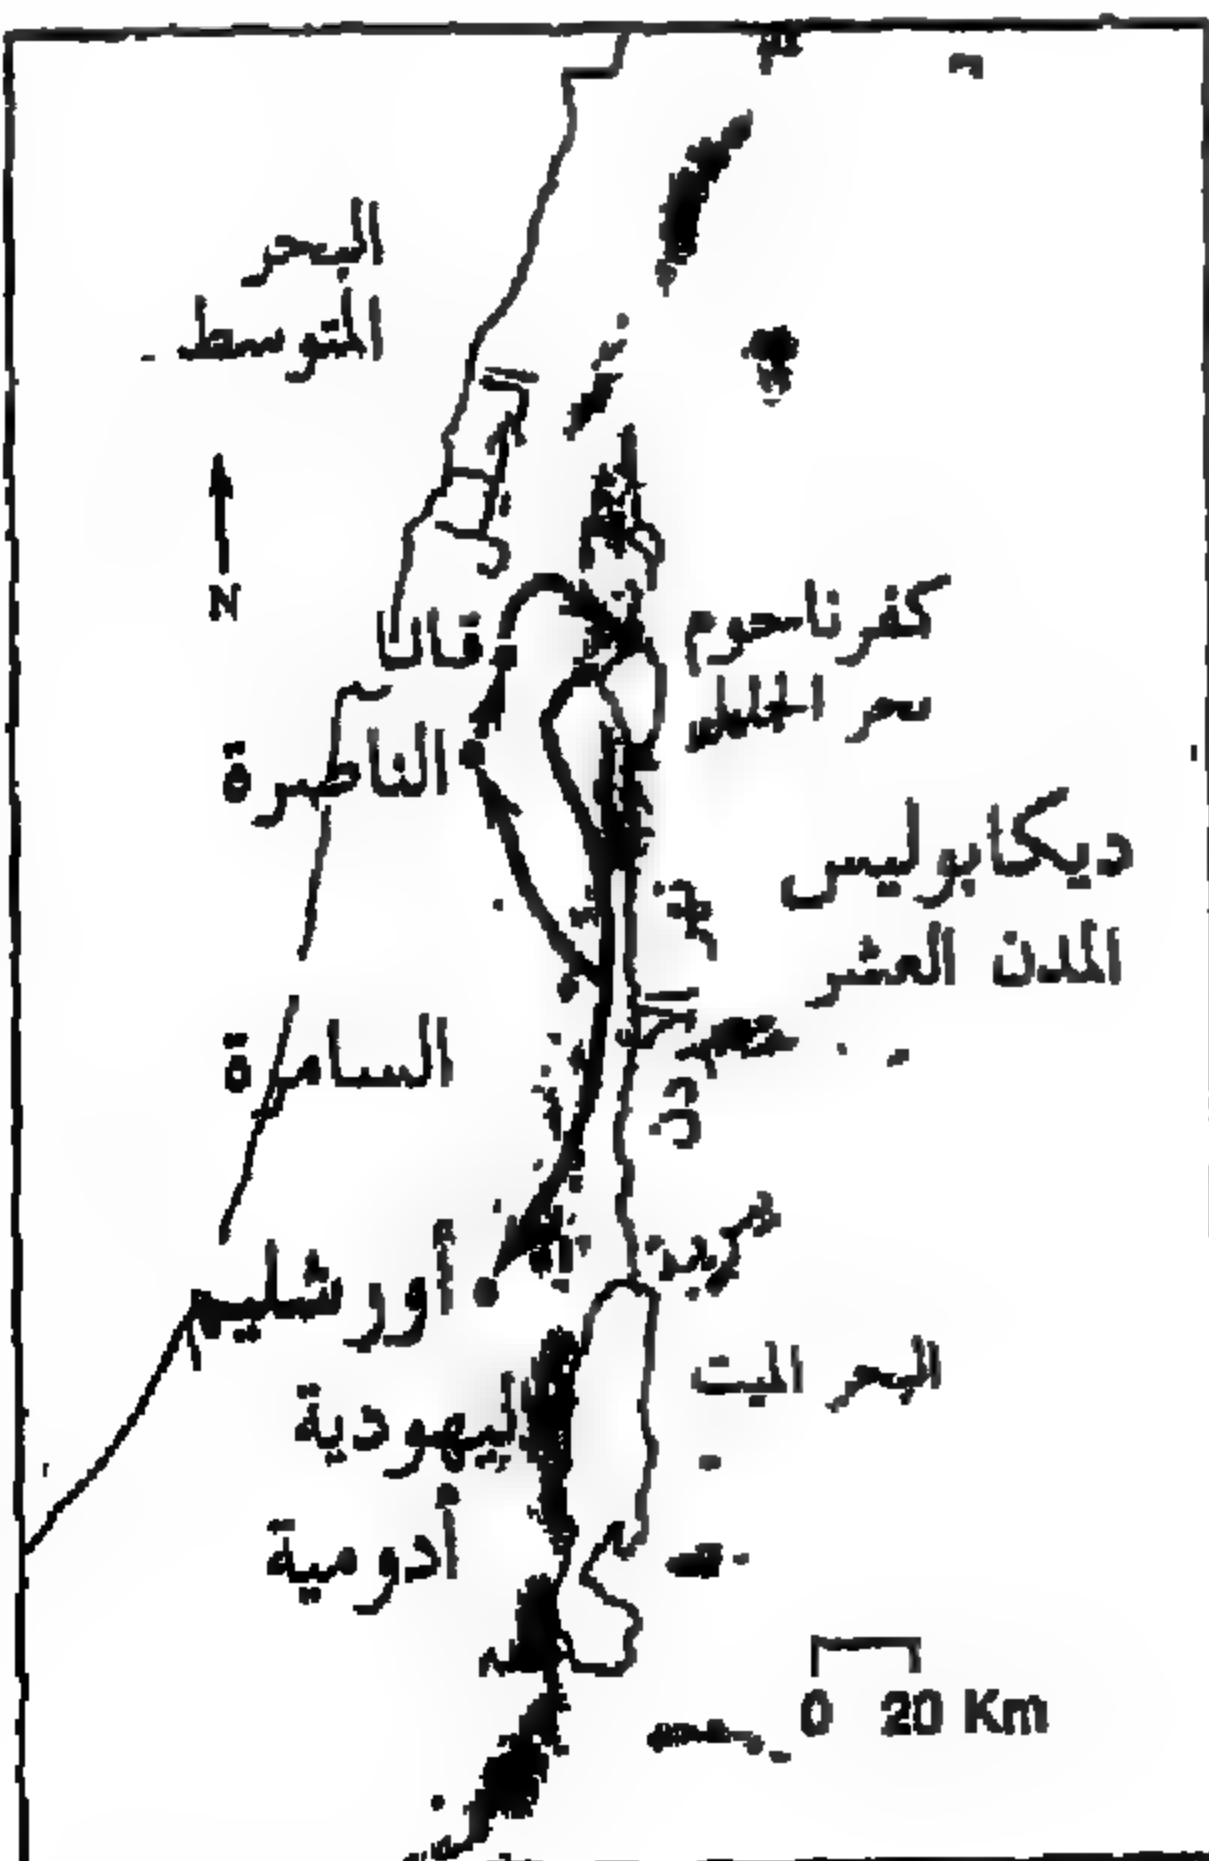 البحر
المتوسط
N
الجليل
قانا
كفرناحوم
بحر الجليل
الناصرة
ديكابوليس
المدن العشر
السامرة
أورشليم
البحر الميت
اليهودية
أدومية
0 20 Km